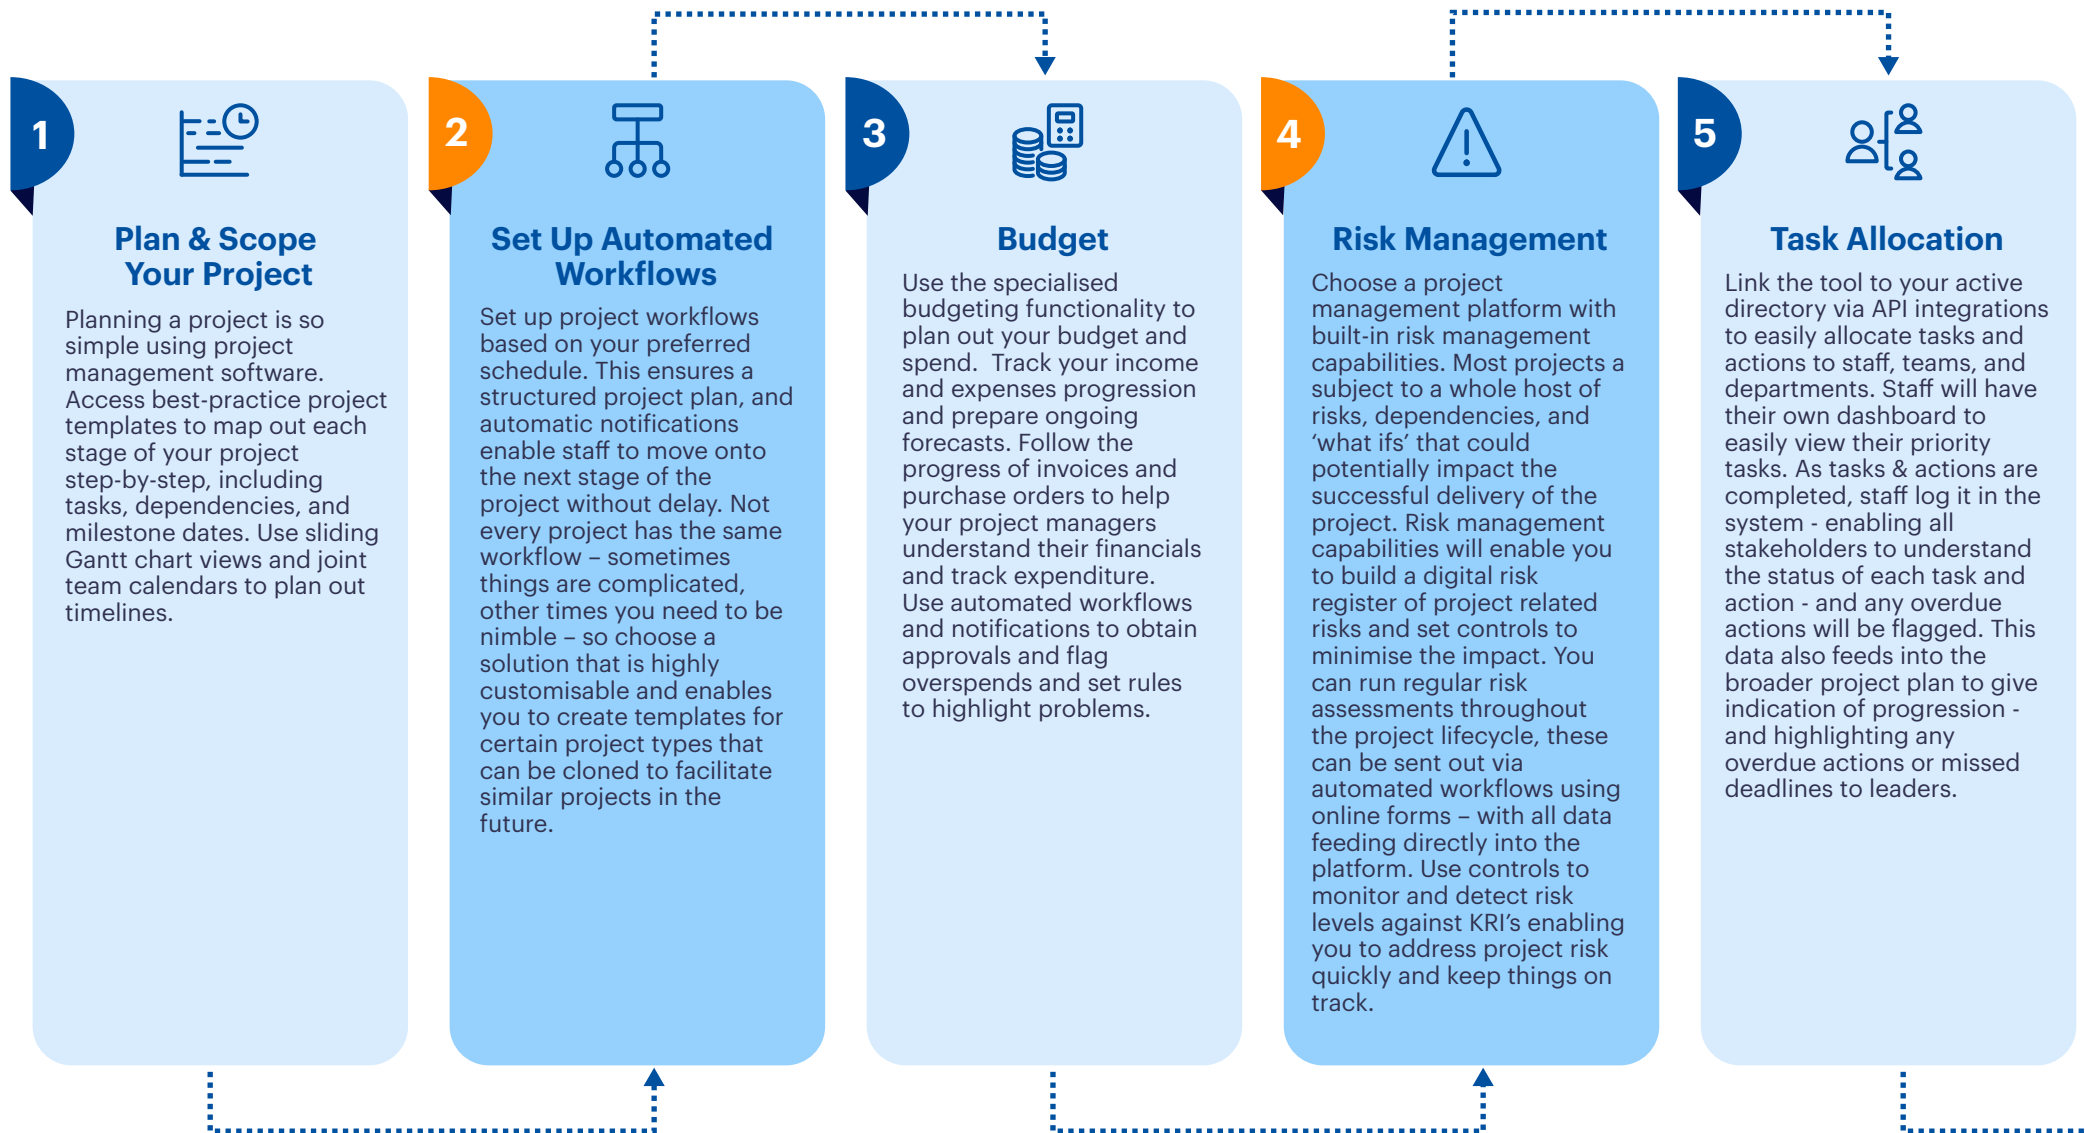 1
Plan & Scope
Your Project
Planning a project is so
simple using project
management software.
Access best-practice project
templates to map out each
stage of your project
step-by-step, including
tasks, dependencies, and
milestone dates. Use sliding
Gantt chart views and joint
team calendars to plan out
timelines.
2
Set Up Automated
Workflows
Set up project workflows
based on your preferred
schedule. This ensures a
structured project plan, and
automatic notifications
enable staff to move onto
the next stage of the
project without delay. Not
every project has the same
workflow – sometimes
things are complicated,
other times you need to be
nimble – so choose a
solution that is highly
customisable and enables
you to create templates for
certain project types that
can be cloned to facilitate
similar projects in the
future.
3
Budget
Use the specialised
budgeting functionality to
plan out your budget and
spend.  Track your income
and expenses progression
and prepare ongoing
forecasts. Follow the
progress of invoices and
purchase orders to help
your project managers
understand their financials
and track expenditure.
Use automated workflows
and notifications to obtain
approvals and flag
overspends and set rules
to highlight problems.
4
Risk Management
Choose a project
management platform with
built-in risk management
capabilities. Most projects a
subject to a whole host of
risks, dependencies, and
‘what ifs’ that could
potentially impact the
successful delivery of the
project. Risk management
capabilities will enable you
to build a digital risk
register of project related
risks and set controls to
minimise the impact. You
can run regular risk
assessments throughout
the project lifecycle, these
can be sent out via
automated workflows using
online forms – with all data
feeding directly into the
platform. Use controls to
monitor and detect risk
levels against KRI’s enabling
you to address project risk
quickly and keep things on
track.
5
Task Allocation
Link the tool to your active
directory via API integrations
to easily allocate tasks and
actions to staff, teams, and
departments. Staff will have
their own dashboard to
easily view their priority
tasks. As tasks & actions are
completed, staff log it in the
system - enabling all
stakeholders to understand
the status of each task and
action - and any overdue
actions will be flagged. This
data also feeds into the
broader project plan to give
indication of progression -
and highlighting any
overdue actions or missed
deadlines to leaders.